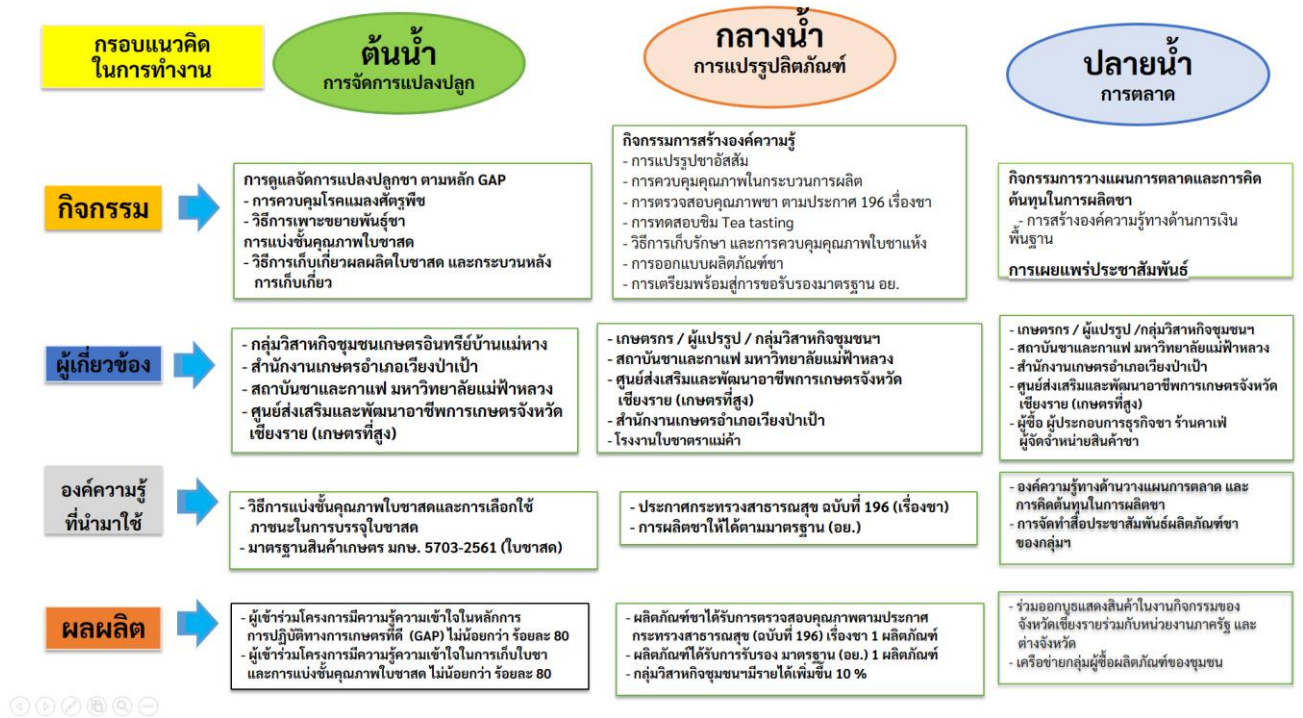 กรอบแนวคิด
ในการทำงาน
ต้นน้ำ
การจัดการแปลงปลูก
กลางน้ำ
การแปรรูปลิตภัณฑ์
ปลายน้ำ
การตลาด
กิจกรรม
การดูแลจัดการแปลงปลูกชา ตามหลัก GAP
- การควบคุมโรคแมลงศัตรูพืช
- วิธีการเพาะขยายพันธุ์ชา
การแบ่งชั้นคุณภาพใบชาสด
- วิธีการเก็บเกี่ยวผลผลิตใบชาสด และกระบวนหลัง
การเก็บเกี่ยว
กิจกรรมการสร้างองค์ความรู้
- การแปรรูปชาอัสสัม
- การควบคุมคุณภาพในกระบวนการผลิต
- การตรวจสอบคุณภาพชา ตามประกาศ 196 เรื่องชา
- การทดสอบชิม Tea tasting
- วิธีการเก็บรักษา และการควบคุมคุณภาพใบชาแห้ง
- การออกแบบผลิตภัณฑ์ชา
- การเตรียมพร้อมสู่การขอรับรองมาตรฐาน อย.
กิจกรรมการวางแผนการตลาดและการคิด
ต้นทุนในการผลิตชา
- การสร้างองค์ความรู้ทางด้านการเงิน
พื้นฐาน
การเผยแพร่ประชาสัมพันธ์
ผู้เกี่ยวข้อง
- กลุ่มวิสาหกิจชุมชนเกษตรอินทรีย์บ้านแม่หาง
- สำนักงานเกษตรอำเภอเวียงป่าเป้า
- สถาบันชาและกาแฟ มหาวิทยาลัยแม่ฟ้าหลวง
- ศูนย์ส่งเสริมและพัฒนาอาชีพการเกษตรจังหวัด
เชียงราย (เกษตรที่สูง)
- เกษตรกร / ผู้แปรรูป / กลุ่มวิสาหกิจชุมชนฯ
- สถาบันชาและกาแฟ มหาวิทยาลัยแม่ฟ้าหลวง
- ศูนย์ส่งเสริมและพัฒนาอาชีพการเกษตรจังหวัด
เชียงราย (เกษตรที่สูง)
- สำนักงานเกษตรอำเภอเวียงป่าเป้า
- โรงงานใบชาตราแม่ค้า
- เกษตรกร / ผู้แปรรูป /กลุ่มวิสาหกิจชุมชนฯ
- สถาบันชาและกาแฟ มหาวิทยาลัยแม่ฟ้าหลวง
- สำนักงานเกษตรอำเภอเวียงป่าเป้า
- ศูนย์ส่งเสริมและพัฒนาอาชีพการเกษตรจังหวัด
เชียงราย (เกษตรที่สูง)
- ผู้ซื้อ ผู้ประกอบการธุรกิจชา ร้านคาเฟ่
ผู้จัดจำหน่ายสินค้าชา
องค์ความรู้
ที่นำมาใช้
- วิธีการแบ่งชั้นคุณภาพใบชาสดและการเลือกใช้
ภาชนะในการบรรจุใบชาสด
- มาตรฐานสินค้าเกษตร มกษ. 5703-2561 (ใบชาสด)
- ประกาศกระทรวงสาธารณสุข ฉบับที่ 196 (เรื่องชา)
- การผลิตชาให้ได้ตามมาตรฐาน (อย.)
- องค์ความรู้ทางด้านวางแผนการตลาด และ
การคิดต้นทุนในการผลิตชา
- การจัดทำสื่อประชาสัมพันธ์ผลิตภัณฑ์ชา
ของกลุ่มฯ
ผลผลิต
- ผู้เข้าร่วมโครงการมีความรู้ความเข้าใจในหลักการ
การปฏิบัติทางการเกษตรที่ดี (GAP) ไม่น้อยกว่า ร้อยละ 80
- ผู้เข้าร่วมโครงการมีความรู้ความเข้าใจในการเก็บใบชา
และการแบ่งชั้นคุณภาพใบชาสด ไม่น้อยกว่า ร้อยละ 80
- ผลิตภัณฑ์ชาได้รับการตรวจสอบคุณภาพตามประกาศ
กระทรวงสาธารณสุข (ฉบับที่ 196) เรื่องชา 1 ผลิตภัณฑ์
- ผลิตภัณฑ์ได้รับการรับรอง มาตรฐาน (อย.) 1 ผลิตภัณฑ์
- กลุ่มวิสาหกิจชุมชนฯมีรายได้เพิ่มขึ้น 10 %
- ร่วมออกบูธแสดงสินค้าในงานกิจกรรมของ
จังหวัดเชียงรายร่วมกับหน่วยงานภาครัฐ และ
ต่างจังหวัด
- เครือข่ายกลุ่มผู้ซื้อผลิตภัณฑ์ของชุมชน